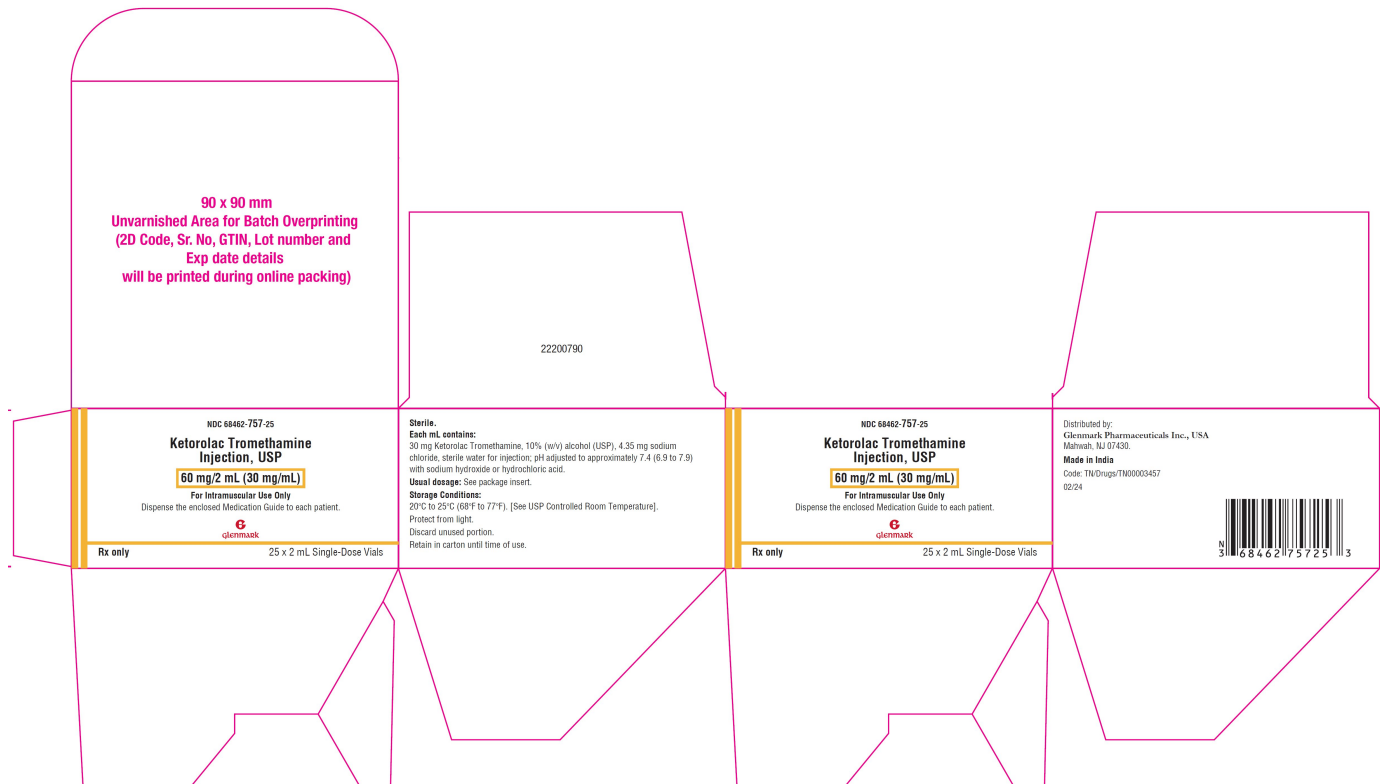 90 x 90 mm
Unvarnished Area for Batch Overprinting
(2D Code, Sr. No, GTIN, Lot number and
Exp date details
will be printed during online packing)
22200790
NDC 68462-757-25
Ketorolac Tromethamine
Injection, USP
60 mg/2 mL (30 mg/mL)
For Intramuscular Use Only
Dispense the enclosed Medication Guide to each patient.
G
glenmark
Rx only
25 x 2 mL Single-Dose Vials
Sterile.
Each mL contains:
30 mg Ketorolac Tromethamine, 10% (w/v) alcohol (USP), 4.35 mg sodium
chloride, sterile water for injection; pH adjusted to approximately 7.4 (6.9 to 7.9)
with sodium hydroxide or hydrochloric acid.
Usual dosage: See package insert.
Storage Conditions:
20°C to 25°C (68°F to 77°F). [See USP Controlled Room Temperature].
Protect from light.
Discard unused portion.
Retain in carton until time of use.
NDC 68462-757-25
Ketorolac Tromethamine
Injection, USP
60 mg/2 mL (30 mg/mL)
For Intramuscular Use Only
Dispense the enclosed Medication Guide to each patient.
G
glenmark
Rx only
25 x 2 mL Single-Dose Vials
Distributed by:
Glenmark Pharmaceuticals Inc., USA
Mahwah, NJ 07430.
Made in India
Code: TN/Drugs/TN00003457
02/24
N
3 68462 75725 3